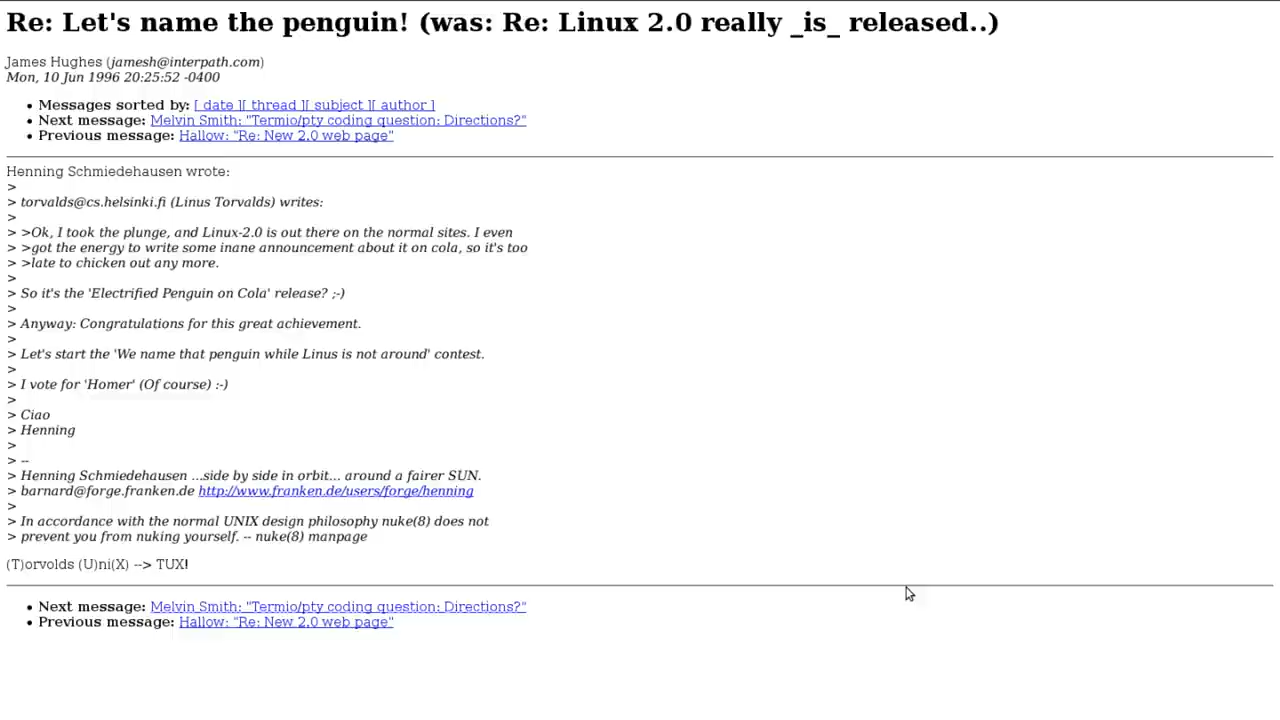 Re: Let's name the penguin! (was: Re: Linux 2.0 really _is_ released..)
James Hughes (jamesh@interpath.com)
Mon, 10 Jun 1996 20:25:52 -0400
• Messages sorted by: [ date ][ thread ][ subject ][ author ]
• Next message: Melvin Smith: "Termio/pty coding question: Directions?"
• Previous message: Hallow: "Re: New 2.0 web page"
Henning Schmiedehausen wrote:
>
> torvalds@cs.helsinki.fi (Linus Torvalds) writes:
>
> >Ok, I took the plunge, and Linux-2.0 is out there on the normal sites. I even
> >got the energy to write some inane announcement about it on cola, so it's too
> >late to chicken out any more.
>
> So it's the 'Electrified Penguin on Cola' release? ;-)
>
> Anyway: Congratulations for this great achievement.
>
> Let's start the 'We name that penguin while Linus is not around' contest.
>
> I vote for 'Homer' (Of course) :-)
>
> Ciao
> Henning
>
> --
> Henning Schmiedehausen ...side by side in orbit... around a fairer SUN.
> barnard@forge.franken.de http://www.franken.de/users/forge/henning
>
> In accordance with the normal UNIX design philosophy nuke(8) does not
> prevent you from nuking yourself. -- nuke(8) manpage
(T)orvolds (U)ni(X) --> TUX!
• Next message: Melvin Smith: "Termio/pty coding question: Directions?"
• Previous message: Hallow: "Re: New 2.0 web page"